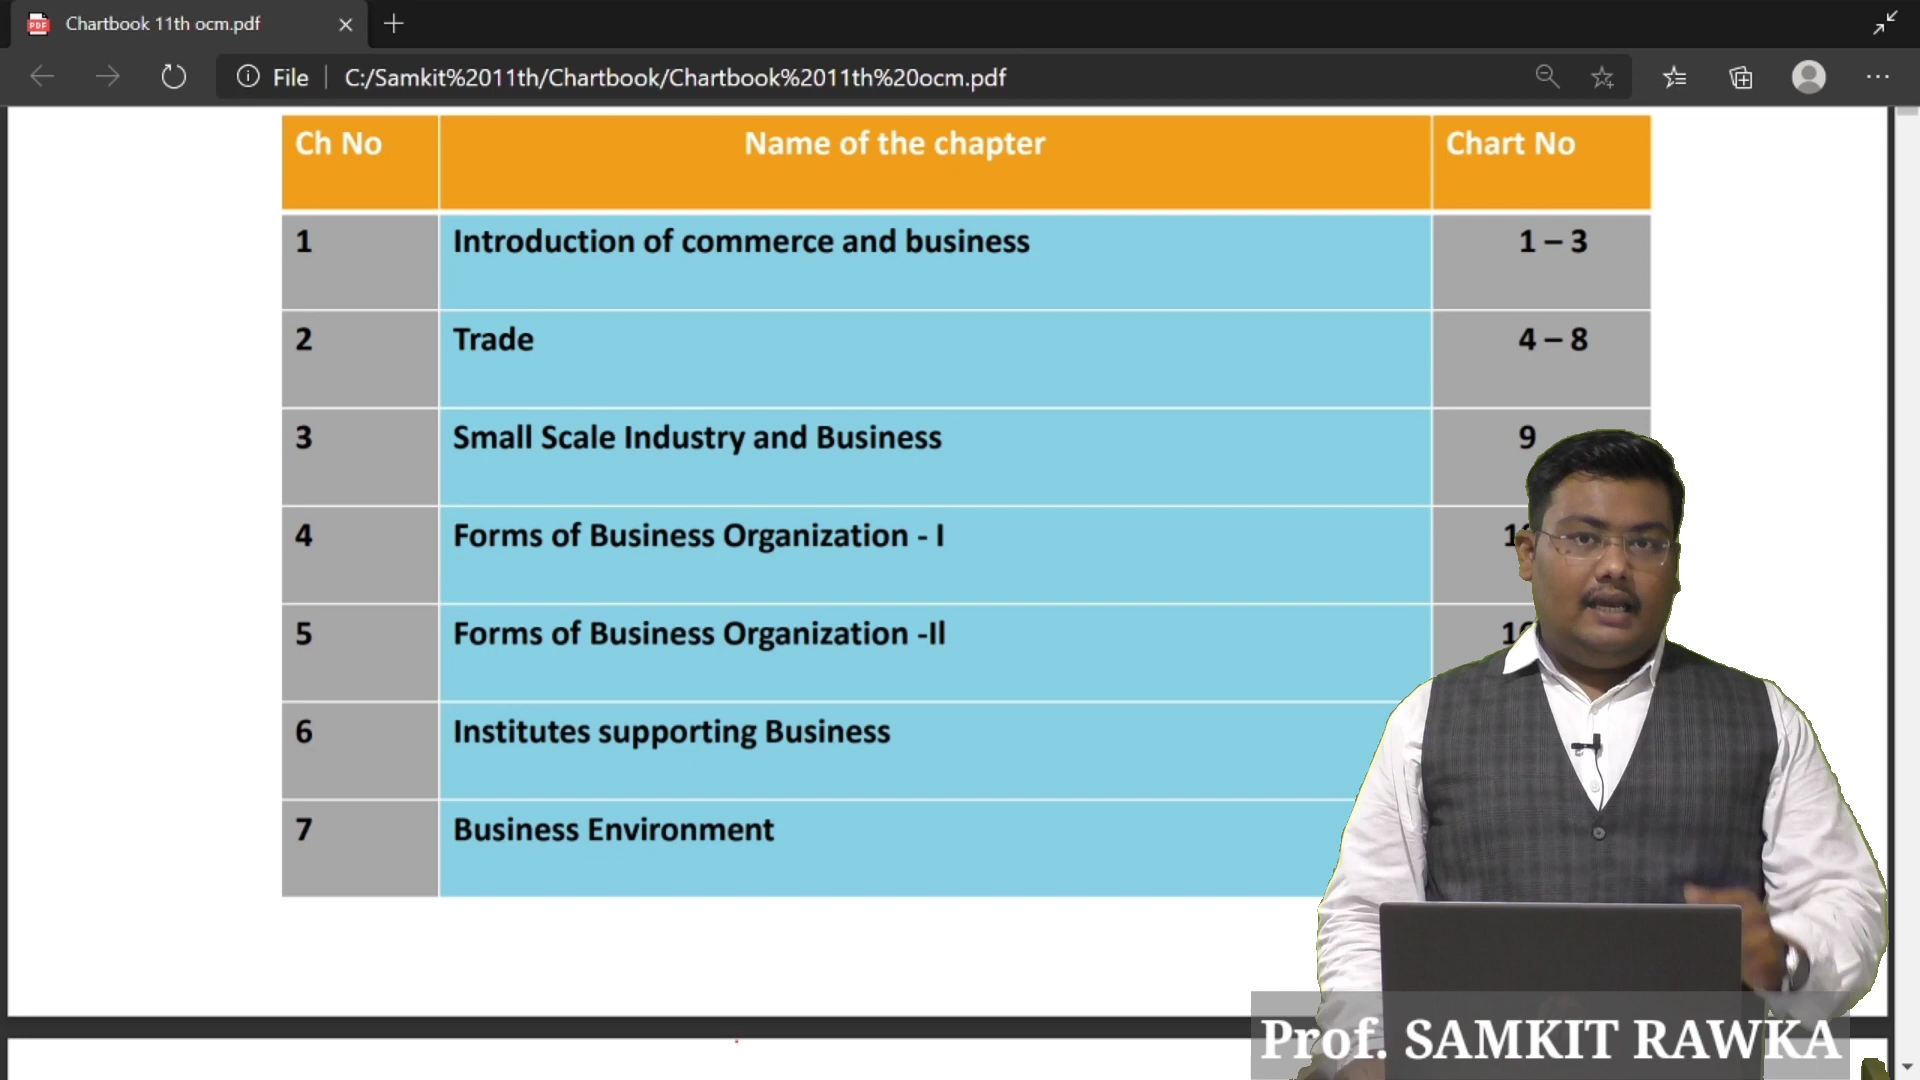 Chartbook 11th ocm.pdf
File C:/Samkit%2011th/Chartbook/Chartbook%2011th%20ocm.pdf
Ch No Name of the chapter Chart No
1 Introduction of commerce and business 1 – 3
2 Trade 4 – 8
3 Small Scale Industry and Business 9
4 Forms of Business Organization - I
5 Forms of Business Organization -II
6 Institutes supporting Business
7 Business Environment
Prof. SAMKIT RAWKA